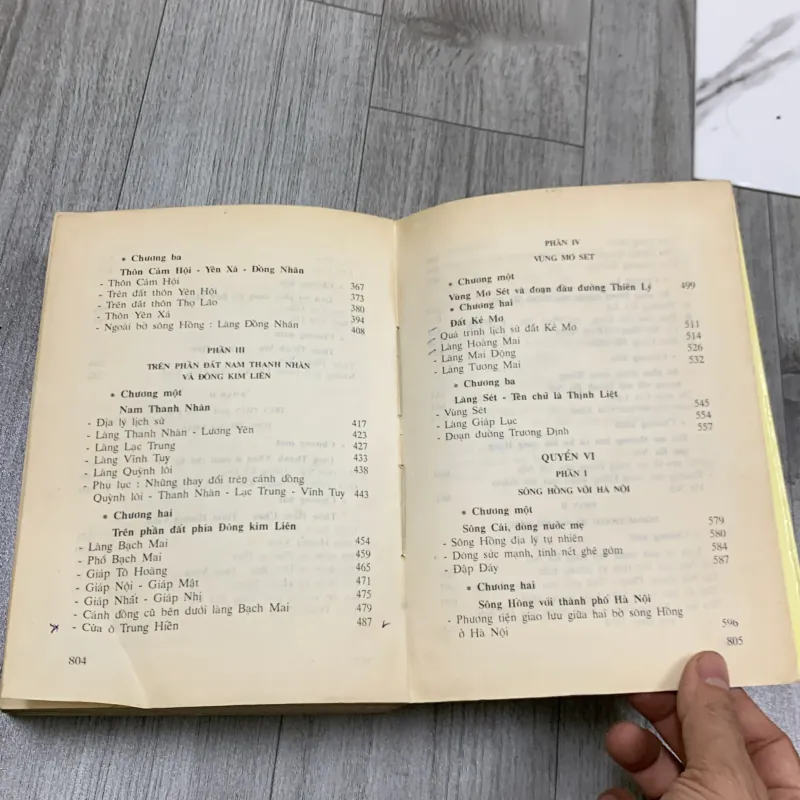 * Chương ba
Thôn Cảm Hội - Yên Xá - Đồng Nhân
- Thôn Cảm Hội 367
- Trên đất thôn Yên Hội 373
- Trên đất thôn Thọ Lão 380
- Thôn Yên Xá 394
- Ngoài bờ sông Hồng : Làng Đồng Nhân 408
PHẦN III
TRÊN PHẦN ĐẤT NAM THANH NHÀN
VÀ ĐÔNG KIM LIÊN
* Chương một
Nam Thanh Nhàn
- Địa lý lịch sử 417
- Làng Thanh Nhàn - Lương Yên 423
- Làng Lạc Trung 427
- Làng Vĩnh Tuy 433
- Làng Quỳnh lôi 438
- Phụ lục : Những thay đổi trên cánh đồng
Quỳnh lôi - Thanh Nhàn - Lạc Trung - Vĩnh Tuy 443
* Chương hai
Trên phần đất phía Đông kim Liên
- Làng Bạch Mai 454
- Phố Bạch Mai 459
- Giáp Tô Hoàng 465
- Giáp Nội - Giáp Mật 471
- Giáp Nhất - Giáp Nhị 475
- Cánh đồng cũ bên dưới làng Bạch Mai 479
- Cửa ô Trung Hiền 487
804
PHẦN IV
VÙNG MƠ SÉT
* Chương một
Vùng Mơ Sét và đoạn đầu đường Thiên Lý 499
* Chương hai
Đất Kẻ Mơ
- Quá trình lịch sử đất Kẻ Mơ 511
- Làng Hoàng Mai 514
- Làng Mai Động 526
- Làng Tương Mai 532
* Chương ba
Làng Sét - Tên chữ là Thịnh Liệt
- Vùng Sét 545
- Làng Giáp Lục 554
- Đoạn đường Trương Định 557
QUYỂN VI
PHẦN I
SÔNG HỒNG VỚI HÀ NỘI
* Chương một
Sông Cái, dòng nước mẹ 579
- Sông Hồng địa lý tự nhiên 580
- Dòng sức mạnh, tính nết ghê gớm 584
- Đập Đáy 587
* Chương hai
Sông Hồng với thành phố Hà Nội
- Phương tiện giao lưu giữa hai bờ sông Hồng
ở Hà Nội 596
805